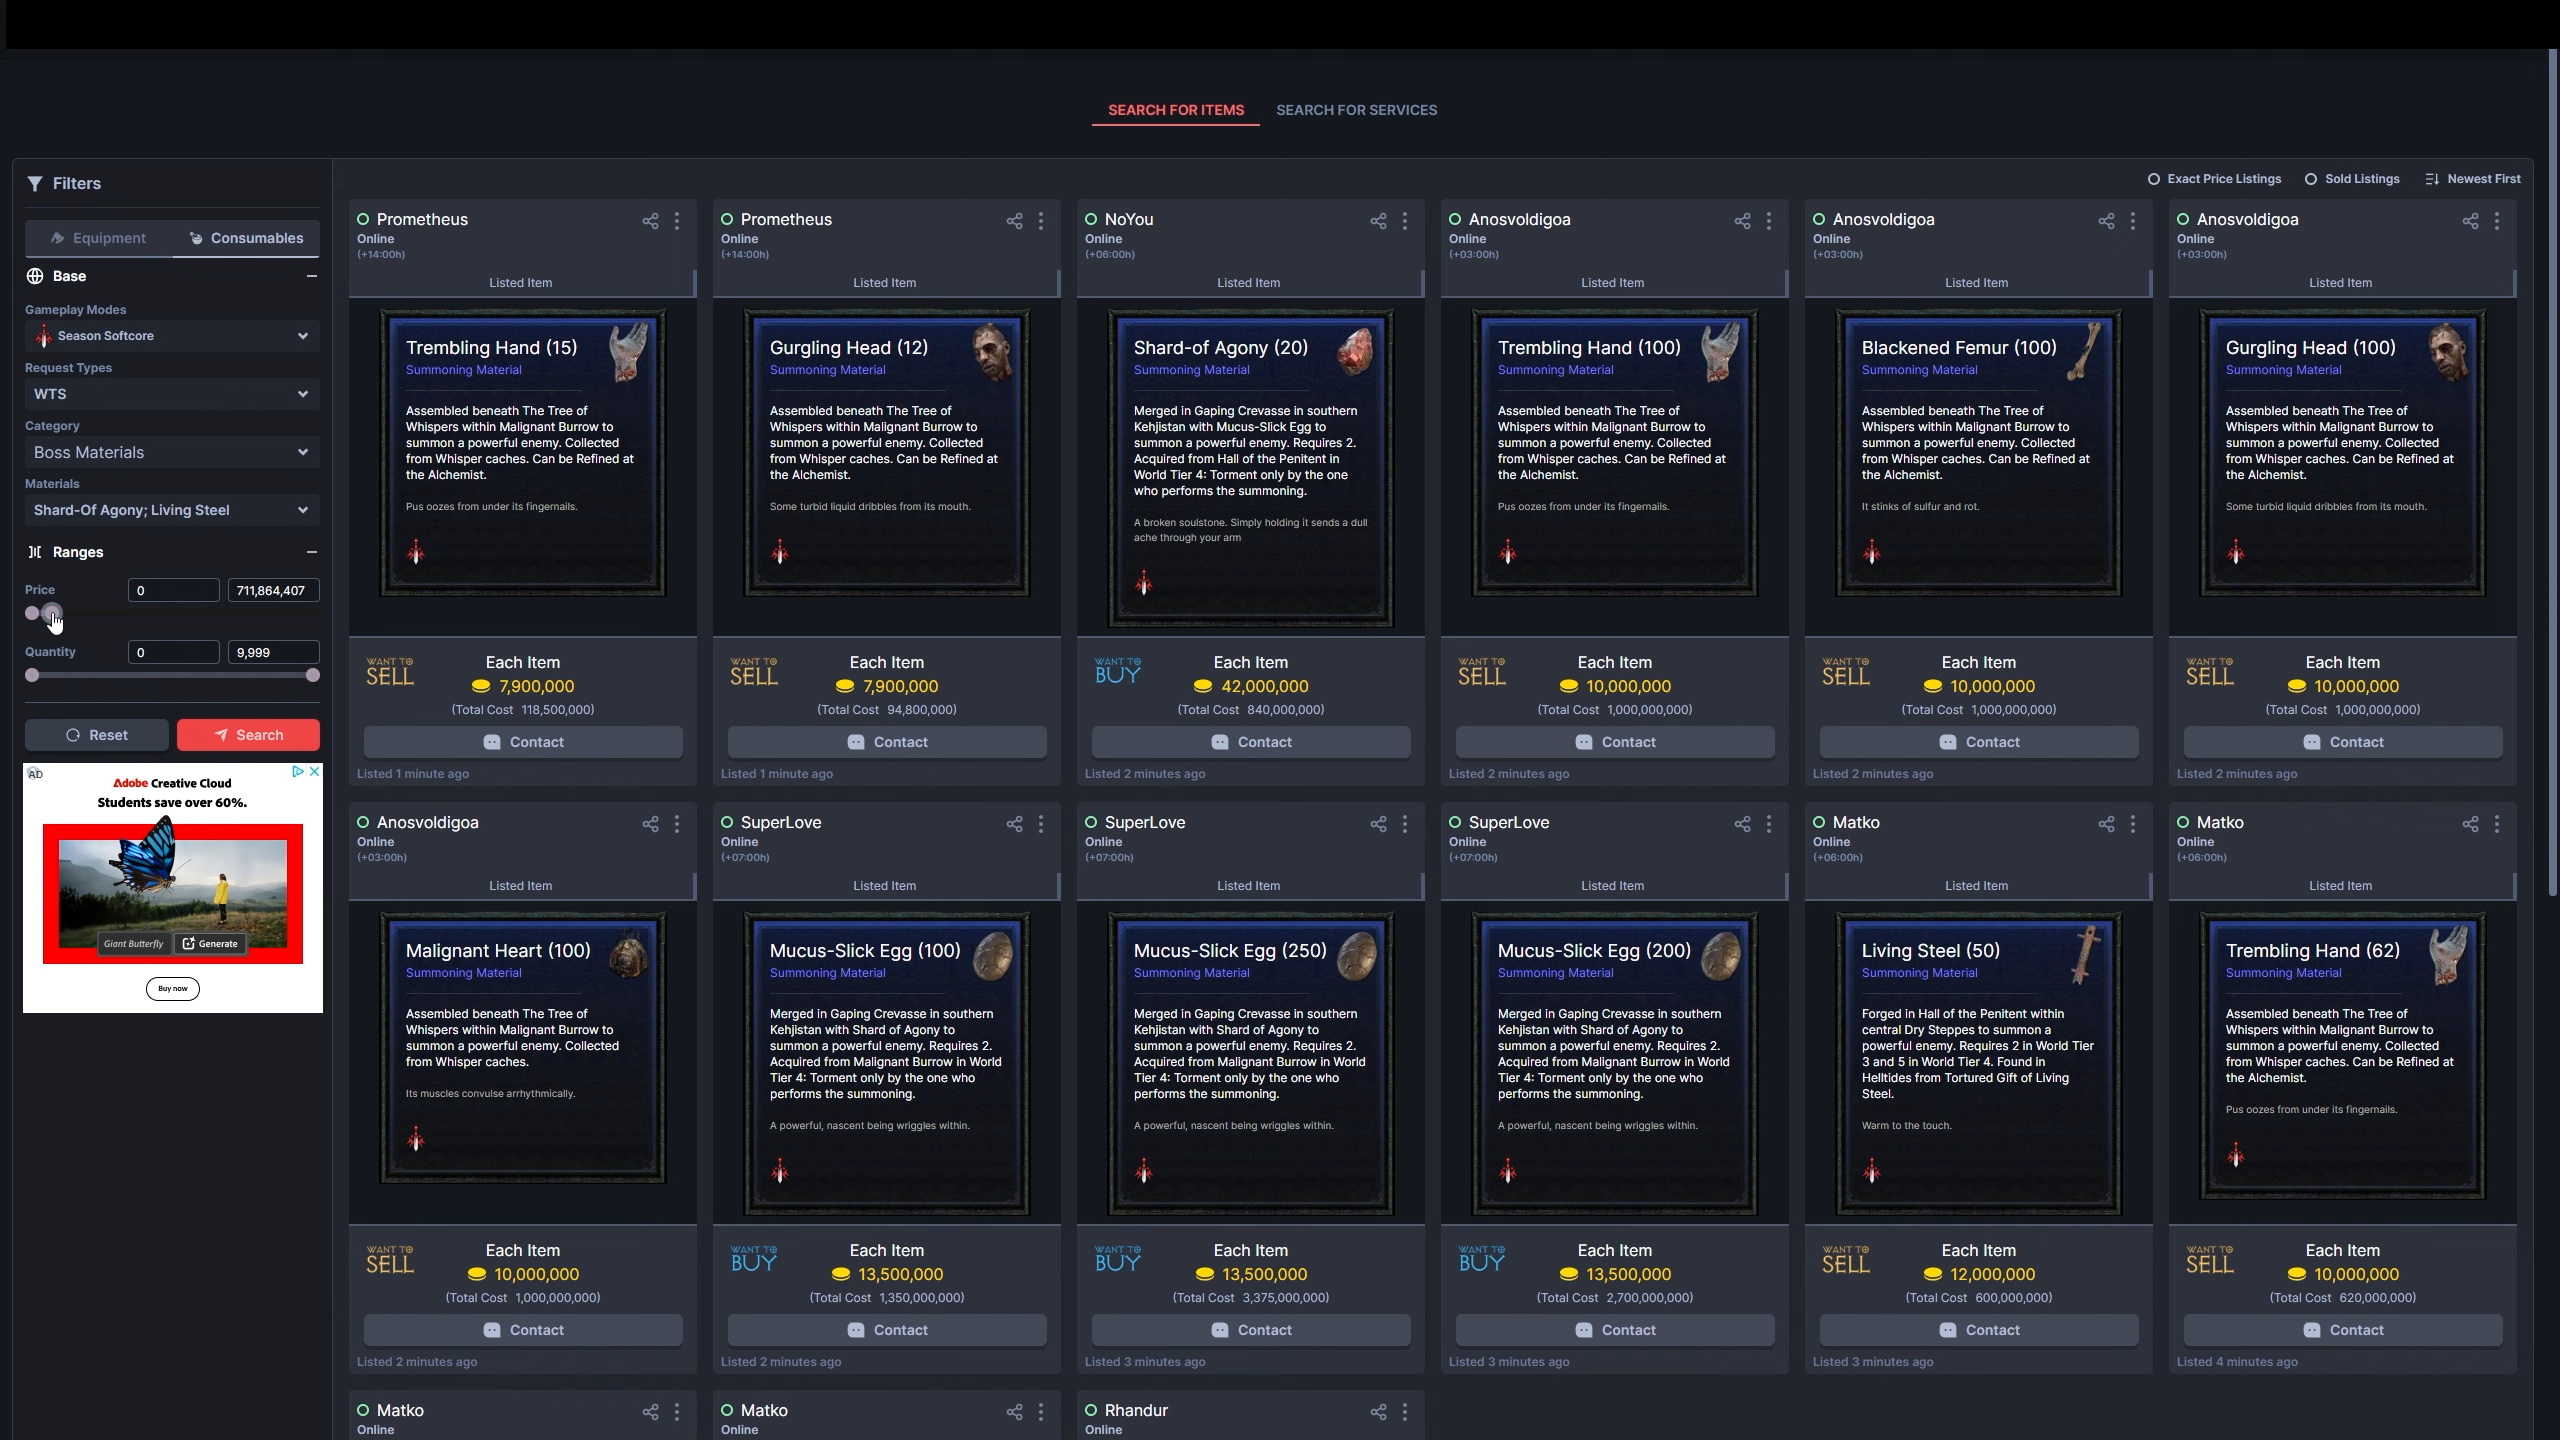 SEARCH FOR ITEMS
SEARCH FOR SERVICES
Filters
Equipment
Consumables
Base
Gameplay Modes
Season Softcore
Request Types
WTS
Category
Boss Materials
Materials
Shard-Of Agony; Living Steel
Ranges
Price
0
711,864,407
Quantity
0
9,999
Reset
Search
AD
Adobe Creative Cloud
Students save over 60%.
Giant Butterfly
Generate
Buy now
Exact Price Listings
Sold Listings
Newest First
Prometheus
Online
(+14:00h)
Listed Item
Trembling Hand (15)
Summoning Material
Assembled beneath The Tree of
Whispers within Malignant Burrow to
summon a powerful enemy. Collected
from Whisper caches. Can be Refined at
the Alchemist.
Pus oozes from under its fingernails.
WANT TO
SELL
Each Item
7,900,000
(Total Cost 118,500,000)
Contact
Listed 1 minute ago
Prometheus
Online
(+14:00h)
Listed Item
Gurgling Head (12)
Summoning Material
Assembled beneath The Tree of
Whispers within Malignant Burrow to
summon a powerful enemy. Collected
from Whisper caches. Can be Refined at
the Alchemist.
Some turbid liquid dribbles from its mouth.
WANT TO
SELL
Each Item
7,900,000
(Total Cost 94,800,000)
Contact
Listed 1 minute ago
NoYou
Online
(+06:00h)
Listed Item
Shard-of Agony (20)
Summoning Material
Merged in Gaping Crevasse in southern
Kehjistan with Mucus-Slick Egg to
summon a powerful enemy. Requires 2.
Acquired from Hall of the Penitent in
World Tier 4: Torment only by the one
who performs the summoning.
A broken soulstone. Simply holding it sends a dull
ache through your arm
WANT TO
BUY
Each Item
42,000,000
(Total Cost 840,000,000)
Contact
Listed 2 minutes ago
Anosvoldigoa
Online
(+03:00h)
Listed Item
Trembling Hand (100)
Summoning Material
Assembled beneath The Tree of
Whispers within Malignant Burrow to
summon a powerful enemy. Collected
from Whisper caches. Can be Refined at
the Alchemist.
Pus oozes from under its fingernails.
WANT TO
SELL
Each Item
10,000,000
(Total Cost 1,000,000,000)
Contact
Listed 2 minutes ago
Anosvoldigoa
Online
(+03:00h)
Listed Item
Blackened Femur (100)
Summoning Material
Assembled beneath The Tree of
Whispers within Malignant Burrow to
summon a powerful enemy. Collected
from Whisper caches. Can be Refined at
the Alchemist.
It stinks of sulfur and rot.
WANT TO
SELL
Each Item
10,000,000
(Total Cost 1,000,000,000)
Contact
Listed 2 minutes ago
Anosvoldigoa
Online
(+03:00h)
Listed Item
Gurgling Head (100)
Summoning Material
Assembled beneath The Tree of
Whispers within Malignant Burrow to
summon a powerful enemy. Collected
from Whisper caches. Can be Refined at
the Alchemist.
Some turbid liquid dribbles from its mouth.
WANT TO
SELL
Each Item
10,000,000
(Total Cost 1,000,000,000)
Contact
Listed 2 minutes ago
Anosvoldigoa
Online
(+03:00h)
Listed Item
Malignant Heart (100)
Summoning Material
Assembled beneath The Tree of
Whispers within Malignant Burrow to
summon a powerful enemy. Collected
from Whisper caches.
Its muscles convulse arrhythmically.
WANT TO
SELL
Each Item
10,000,000
(Total Cost 1,000,000,000)
Contact
Listed 2 minutes ago
SuperLove
Online
(+07:00h)
Listed Item
Mucus-Slick Egg (100)
Summoning Material
Merged in Gaping Crevasse in southern
Kehjistan with Shard of Agony to
summon a powerful enemy. Requires 2.
Acquired from Malignant Burrow in World
Tier 4: Torment only by the one who
performs the summoning.
A powerful, nascent being wriggles within.
WANT TO
BUY
Each Item
13,500,000
(Total Cost 1,350,000,000)
Contact
Listed 2 minutes ago
SuperLove
Online
(+07:00h)
Listed Item
Mucus-Slick Egg (250)
Summoning Material
Merged in Gaping Crevasse in southern
Kehjistan with Shard of Agony to
summon a powerful enemy. Requires 2.
Acquired from Malignant Burrow in World
Tier 4: Torment only by the one who
performs the summoning.
A powerful, nascent being wriggles within.
WANT TO
BUY
Each Item
13,500,000
(Total Cost 3,375,000,000)
Contact
Listed 3 minutes ago
SuperLove
Online
(+07:00h)
Listed Item
Mucus-Slick Egg (200)
Summoning Material
Merged in Gaping Crevasse in southern
Kehjistan with Shard of Agony to
summon a powerful enemy. Requires 2.
Acquired from Malignant Burrow in World
Tier 4: Torment only by the one who
performs the summoning.
A powerful, nascent being wriggles within.
WANT TO
BUY
Each Item
13,500,000
(Total Cost 2,700,000,000)
Contact
Listed 3 minutes ago
Matko
Online
(+06:00h)
Listed Item
Living Steel (50)
Summoning Material
Forged in Hall of the Penitent within
central Dry Steppes to summon a
powerful enemy. Requires 2 in World Tier
3 and 5 in World Tier 4. Found in
Helltides from Tortured Gift of Living
Steel.
Warm to the touch.
WANT TO
SELL
Each Item
12,000,000
(Total Cost 600,000,000)
Contact
Listed 3 minutes ago
Matko
Online
(+06:00h)
Listed Item
Trembling Hand (62)
Summoning Material
Assembled beneath The Tree of
Whispers within Malignant Burrow to
summon a powerful enemy. Collected
from Whisper caches. Can be Refined at
the Alchemist.
Pus oozes from under its fingernails.
WANT TO
SELL
Each Item
10,000,000
(Total Cost 620,000,000)
Contact
Listed 4 minutes ago
Matko
Online
Matko
Online
Rhandur
Online